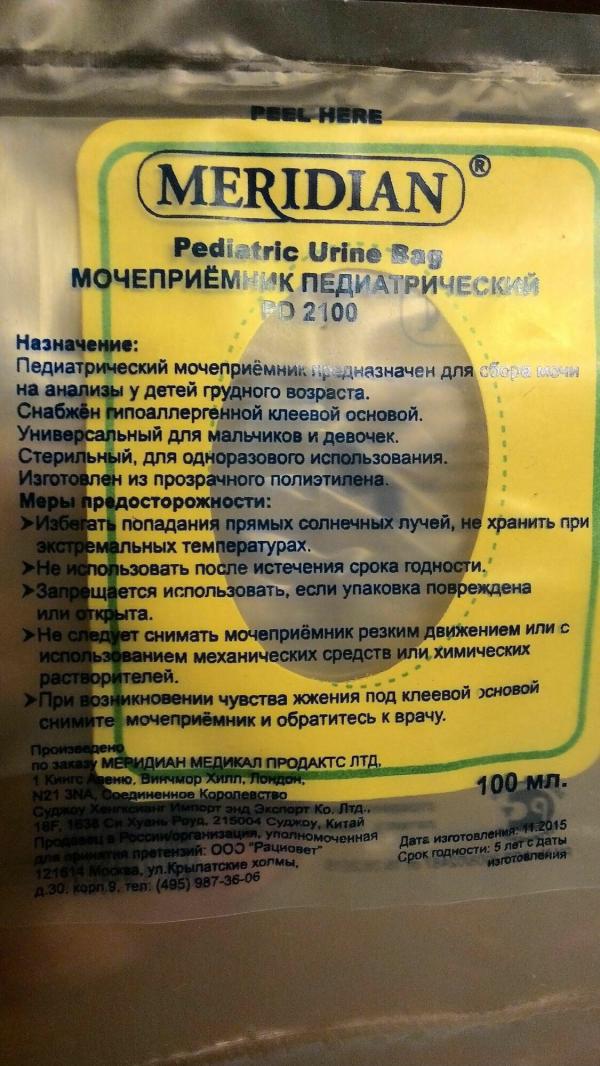 PEEL HERE
MERIDIAN®
Pediatric Urine Bag
МОЧЕПРИЁМНИК ПЕДИАТРИЧЕСКИЙ
PD 2100
Назначение:
Педиатрический мочеприёмник предназначен для сбора мочи
на анализы у детей грудного возраста.
Снабжён гипоаллергенной клеевой основой.
Универсальный для мальчиков и девочек.
Стерильный, для одноразового использования.
Изготовлен из прозрачного полиэтилена.
Меры предосторожности:
➤Избегать попадания прямых солнечных лучей, не хранить при
экстремальных температурах.
➤Не использовать после истечения срока годности.
➤Запрещается использовать, если упаковка повреждена
или открыта.
➤Не следует снимать мочеприёмник резким движением или с
использованием механических средств или химических
растворителей.
➤При возникновении чувства жжения под клеевой основой
снимите мочеприёмник и обратитесь к врачу.
Произведено
по заказу МЕРИДИАН МЕДИКАЛ ПРОДАКТС ЛТД,
1 Кингс Авеню, Винчмор Хилл, Лондон,
N21 3NA, Соединенное Королевство
Суджоу Хенгксианг Импорт энд Экспорт Ко. Лтд.,
18F, 1638 Си Хуань Роуд, 215004 Суджоу, Китай
Продавец в России/организация, уполномоченная
для принятия претензий: ООО "Рациовет"
121614 Москва, ул.Крылатские холмы,
д.30, корп.9, тел: (495) 987-36-06
100 мл.
Дата изготовления: 11.2015
Срок годности: 5 лет с даты
изготовления